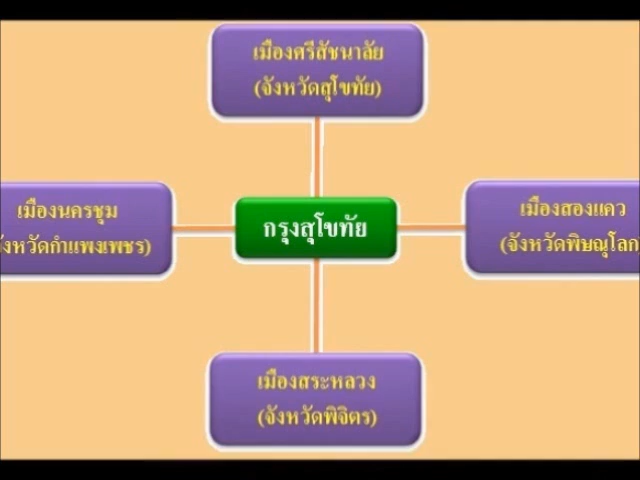 เมืองศรีสัชนาลัย
(จังหวัดสุโขทัย)
เมืองนครชุม
จังหวัดกำแพงเพชร)
กรุงสุโขทัย
เมืองสองแคว
(จังหวัดพิษณุโลก)
เมืองสระหลวง
(จังหวัดพิจิตร)